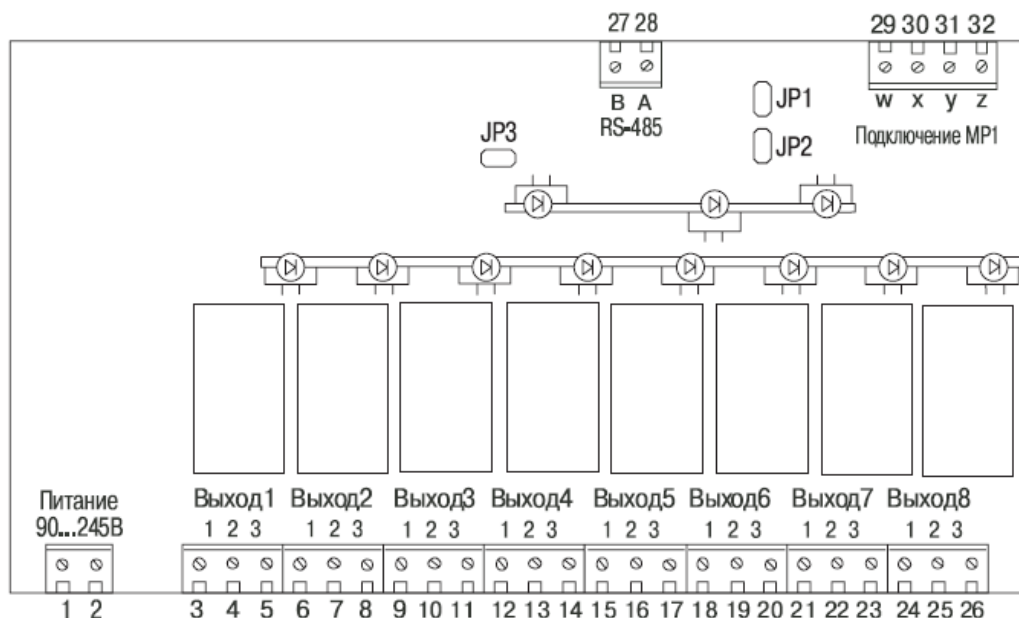 27 28
29 30 31 32
B A
RS-485
JP1
w x y z
JP3
JP2
Подключение МР1
Питание
90...245В
Выход1 Выход2 Выход3 Выход4 Выход5 Выход6 Выход7 Выход8
1 2 3 1 2 3 1 2 3 1 2 3 1 2 3 1 2 3 1 2 3 1 2 3
1 2 3 4 5 6 7 8 9 10 11 12 13 14 15 16 17 18 19 20 21 22 23 24 25 26